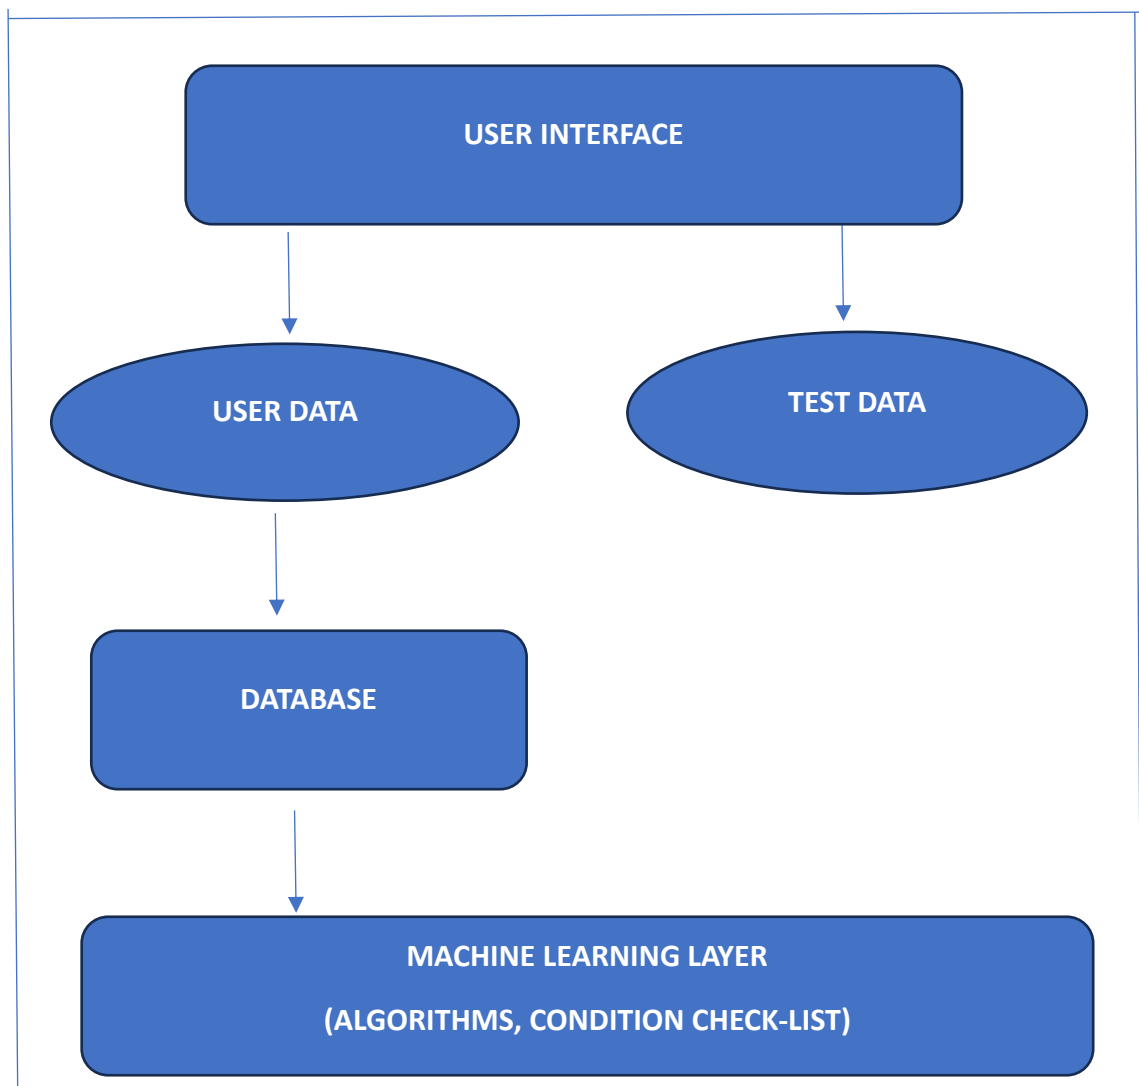 USER INTERFACE
USER DATA
TEST DATA
DATABASE
MACHINE LEARNING LAYER
(ALGORITHMS, CONDITION CHECK-LIST)